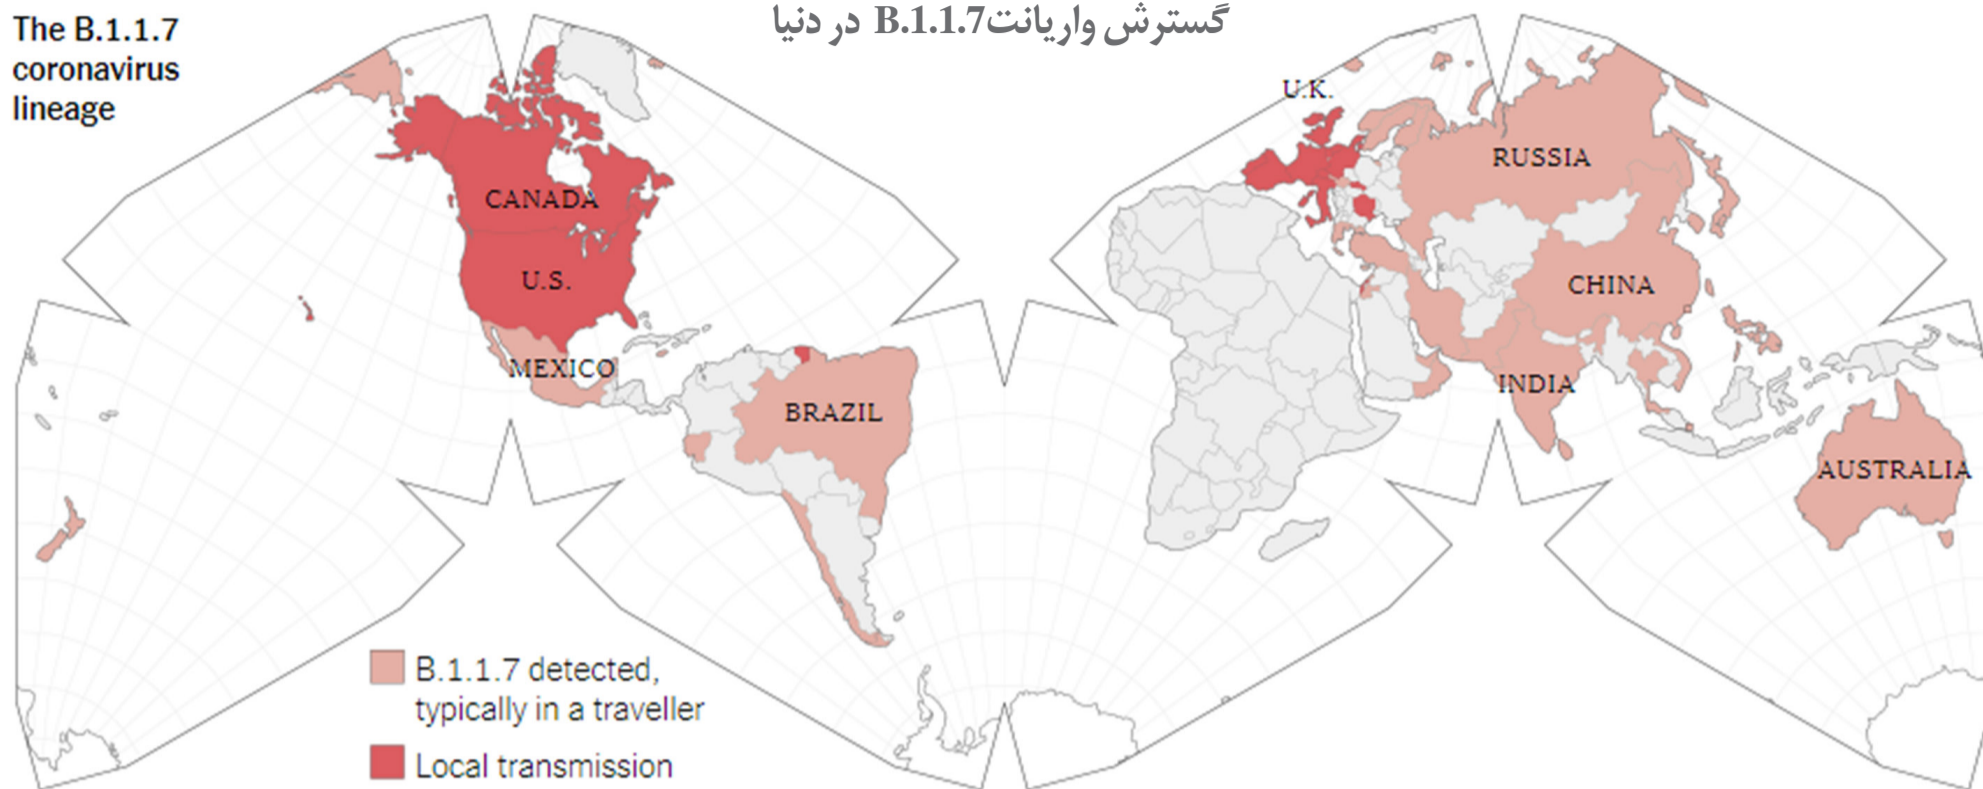 گسترش واریانت B.1.1.7 در دنیا
The B.1.1.7
coronavirus
lineage
U.K.
RUSSIA
CANADA
U.S.
CHINA
MEXICO
INDIA
BRAZIL
AUSTRALIA
B.1.1.7 detected,
typically in a traveller
Local transmission